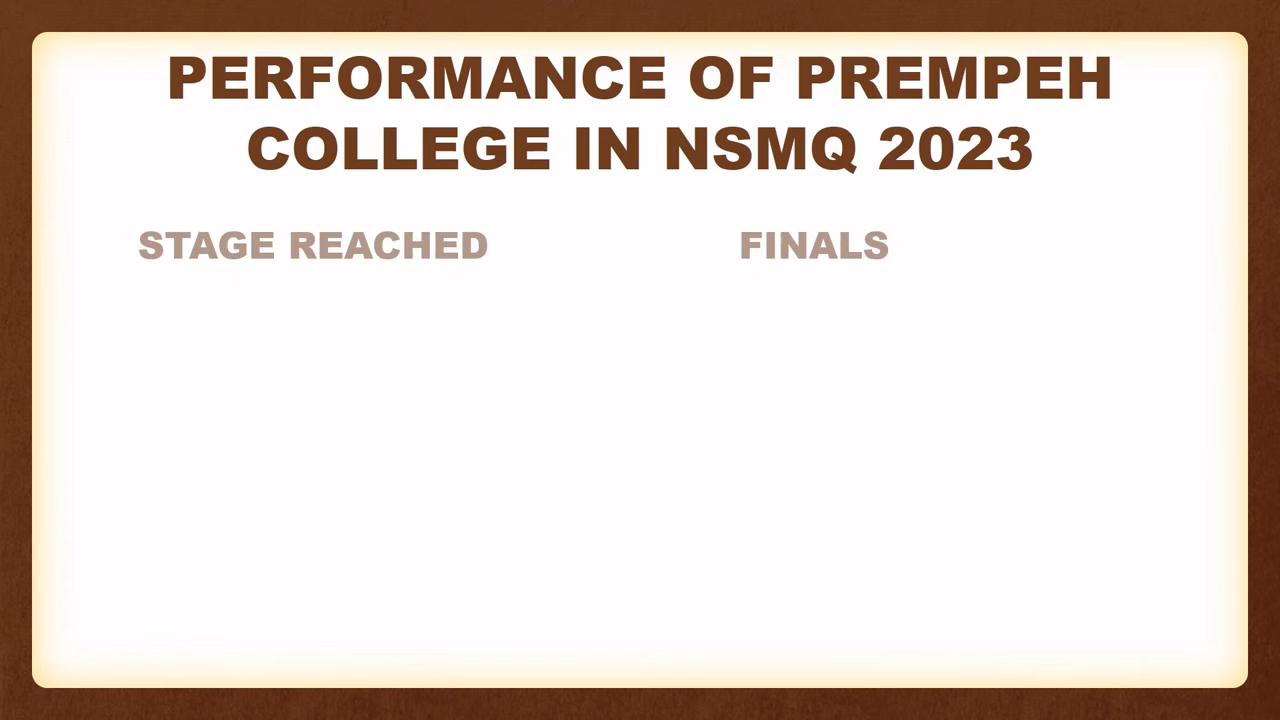 PERFORMANCE OF PREMPEH
COLLEGE IN NSMQ 2023
STAGE REACHED FINALS